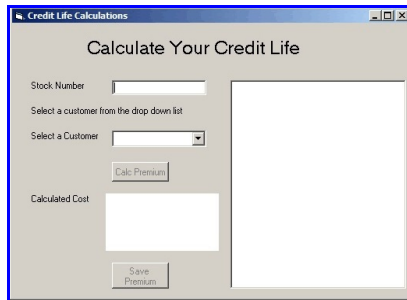 Credit Life Calculations
Calculate Your Credit Life
Stock Number
Select a customer from the drop down list
Select a Customer
Calc Premium
Calculated Cost
Save
Premium